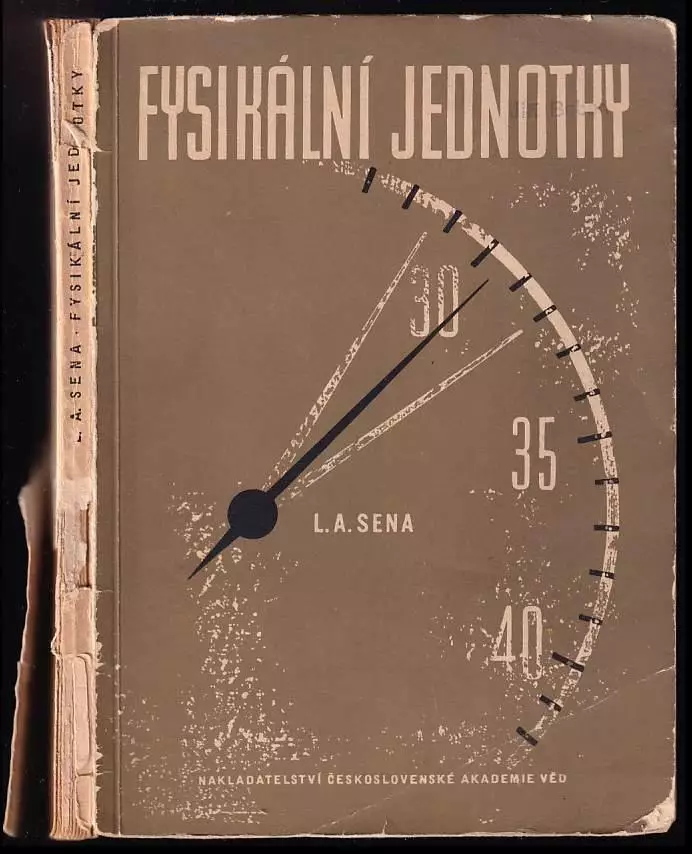 FYSIKÁLNÍ JEDNOTKY
30
35
L. A. SENA
40
NAKLADATELSTVÍ ČESKOSLOVENSKÉ AKADEMIE VĚD
L. A. SENA · FYSIKÁLNÍ JEDNOTKY